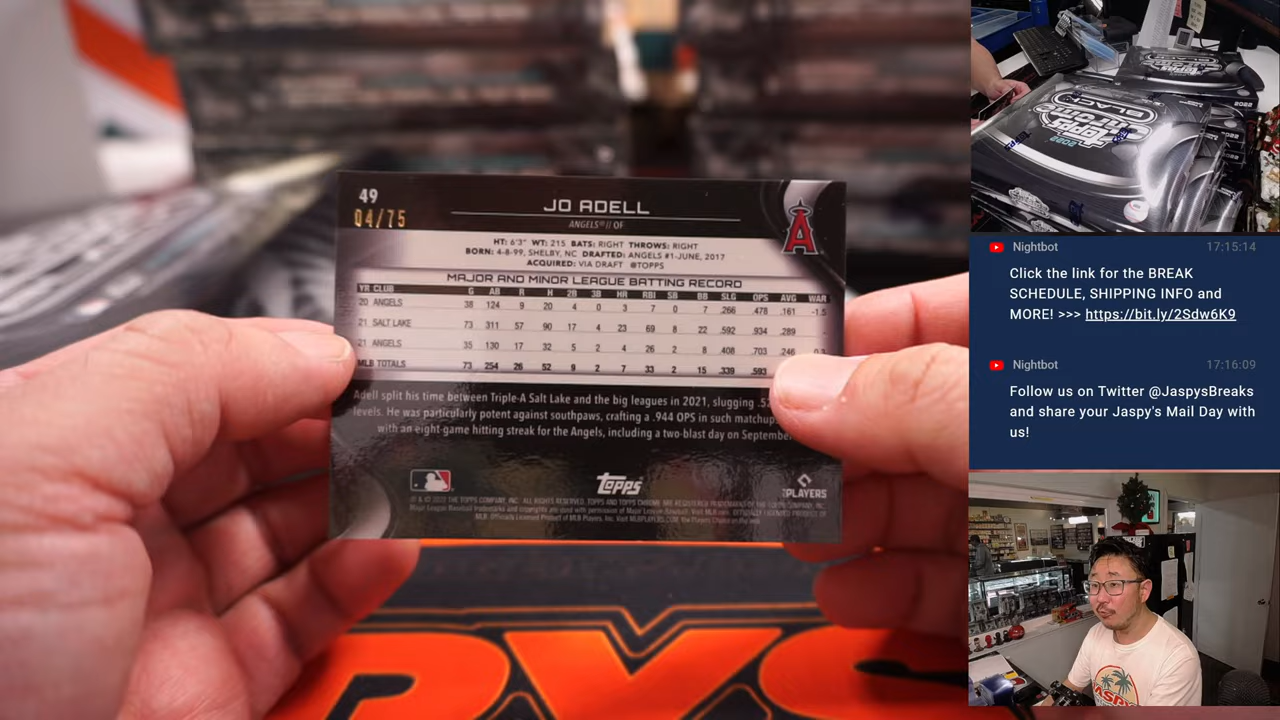 49
04/75
JO ADELL
ANGELS® // OF
HT: 6'3" WT: 215 BATS: RIGHT THROWS: RIGHT
BORN: 4-8-99, SHELBY, NC DRAFTED: ANGELS #1-JUNE, 2017
ACQUIRED: VIA DRAFT @TOPPS
MAJOR AND MINOR LEAGUE BATTING RECORD
YR CLUB G AB R H 2B 3B HR RBI SB BB SLG OPS AVG WAR
20 ANGELS 38 124 9 20 4 0 3 7 0 7 .266 .478 .161 -1.5
21 SALT LAKE 73 311 57 90 17 4 23 69 8 22 .592 .934 .289
21 ANGELS 35 130 17 32 5 2 4 26 2 8 .408 .703 .246
MLB TOTALS 73 254 26 52 9 2 7 33 2 15 .339 .593
Adell split his time between Triple-A Salt Lake and the big leagues in 2021, slugging
levels. He was particularly potent against southpaws, crafting a .944 OPS in such matchups
with an eight-game hitting streak for the Angels, including a two-blast day on September
Topps
PLAYERS
Topps
Chrome
BLACK
2022
Nightbot 17:15:14
Click the link for the BREAK
SCHEDULE, SHIPPING INFO and
MORE! >>> https://bit.ly/2Sdw6K9
Nightbot 17:16:09
Follow us on Twitter @JaspysBreaks
and share your Jaspy's Mail Day with
us!